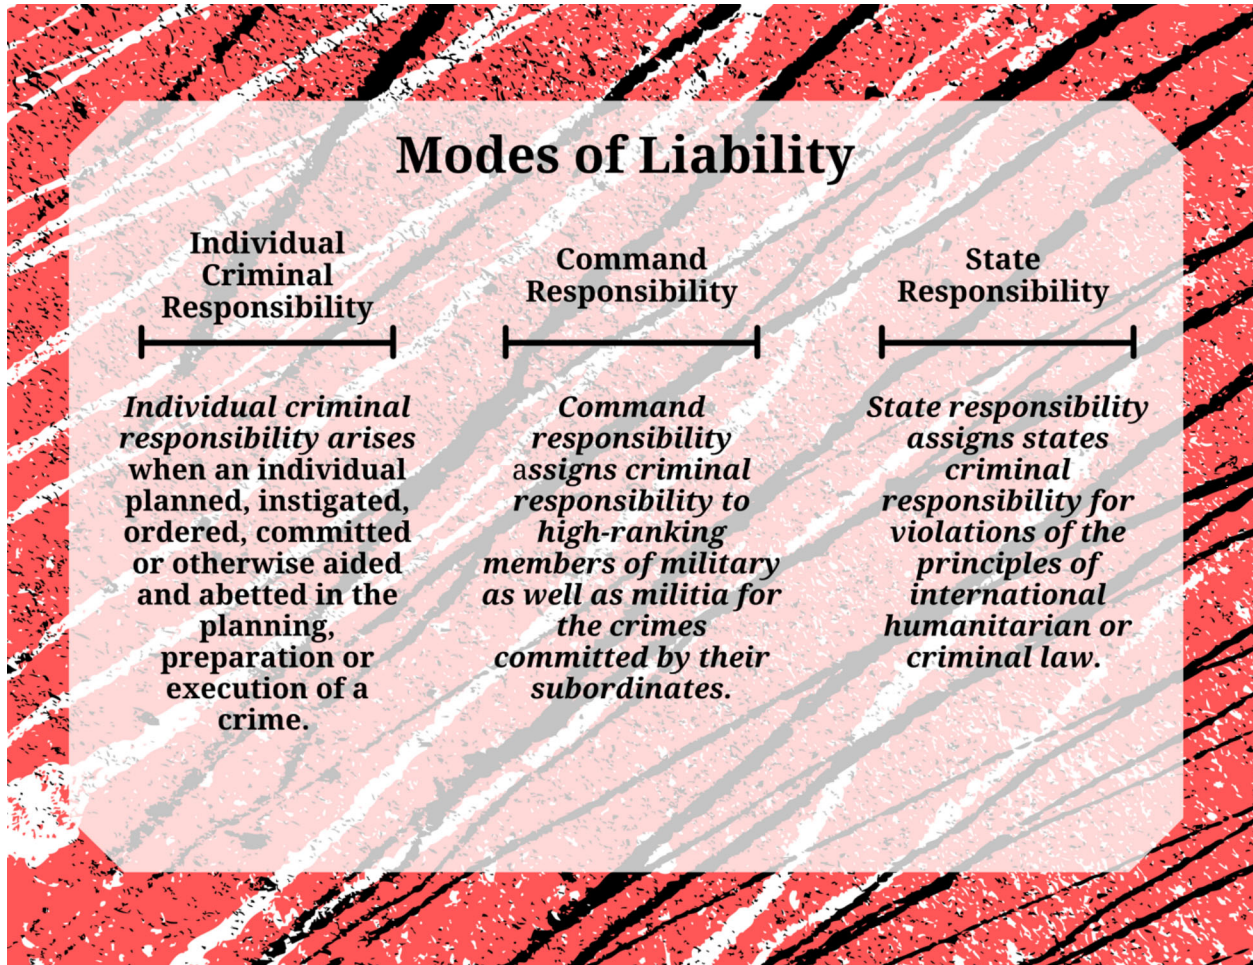 Modes of Liability
Individual
Criminal
Responsibility
Individual criminal
responsibility arises
when an individual
planned, instigated,
ordered, committed
or otherwise aided
and abetted in the
planning,
preparation or
execution of a
crime.
Command
Responsibility
Command
responsibility
assigns criminal
responsibility to
high-ranking
members of military
as well as militia for
the crimes
committed by their
subordinates.
State
Responsibility
State responsibility
assigns states
criminal
responsibility for
violations of the
principles of
international
humanitarian or
criminal law.